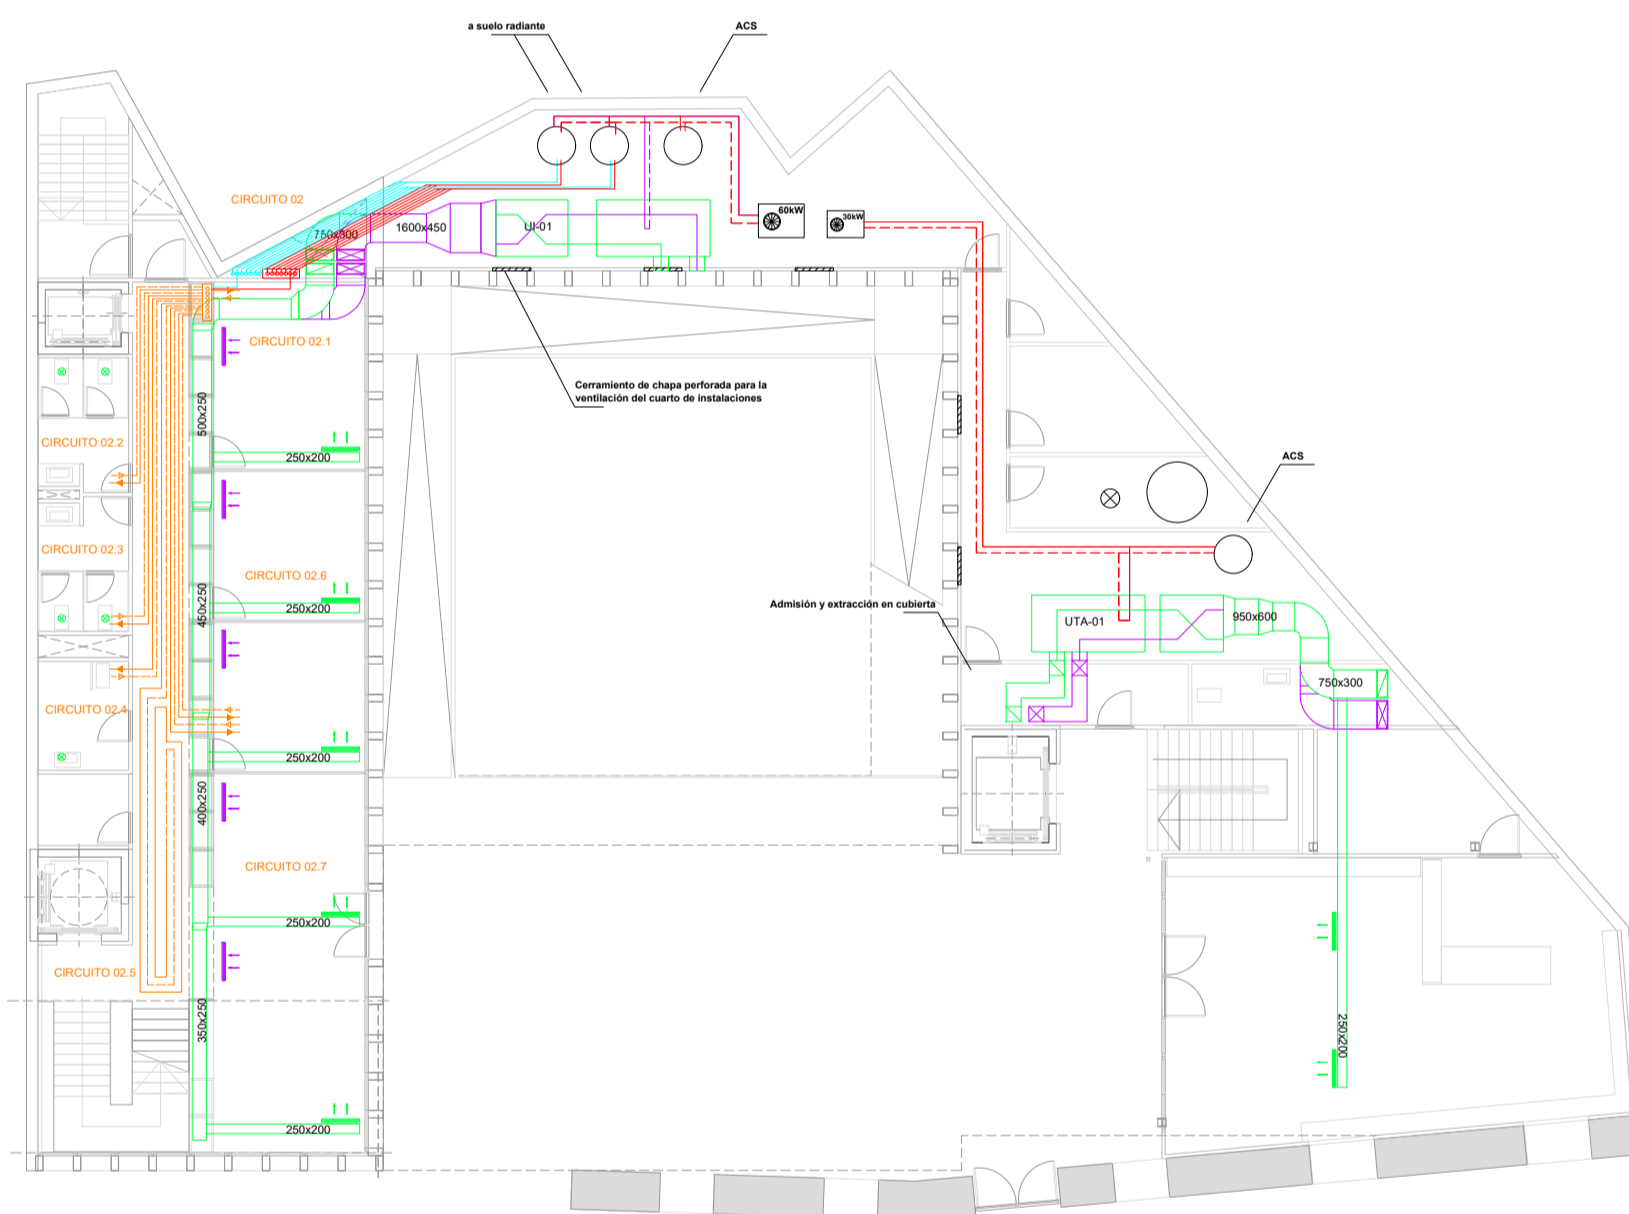 a suelo radiante
ACS
CIRCUITO 02
750x300
1600x450
UI-01
60kW
30kW
CIRCUITO 02.1
Cerramiento de chapa perforada para la
ventilación del cuarto de instalaciones
500x250
CIRCUITO 02.2
250x200
ACS
CIRCUITO 02.3
CIRCUITO 02.6
450x250
250x200
Admisión y extracción en cubierta
UTA-01
950x600
750x300
CIRCUITO 02.4
250x200
400x250
CIRCUITO 02.7
250x200
CIRCUITO 02.5
350x250
250x200
250x200